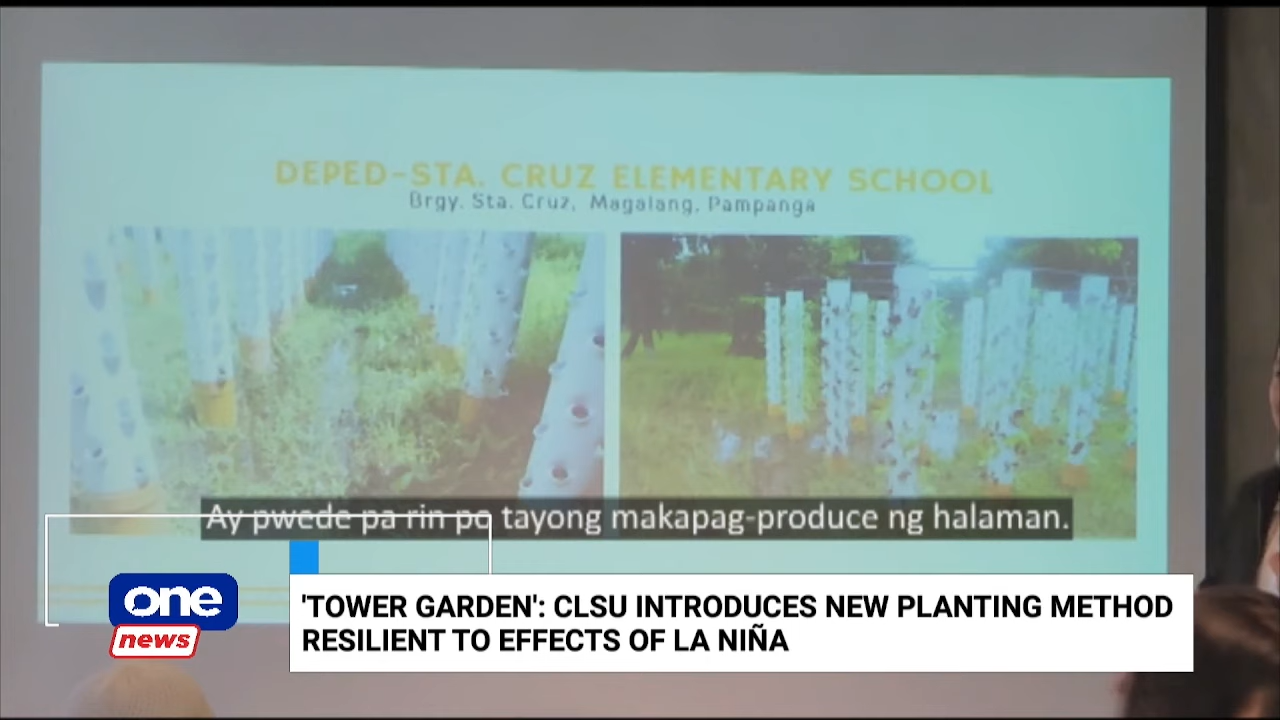 DEPED-STA. CRUZ ELEMENTARY SCHOOL
Brgy. Sta. Cruz, Magalang, Pampanga
Ay pwede pa rin po tayong makapag-produce ng halaman.
one
news
'TOWER GARDEN': CLSU INTRODUCES NEW PLANTING METHOD
RESILIENT TO EFFECTS OF LA NIÑA